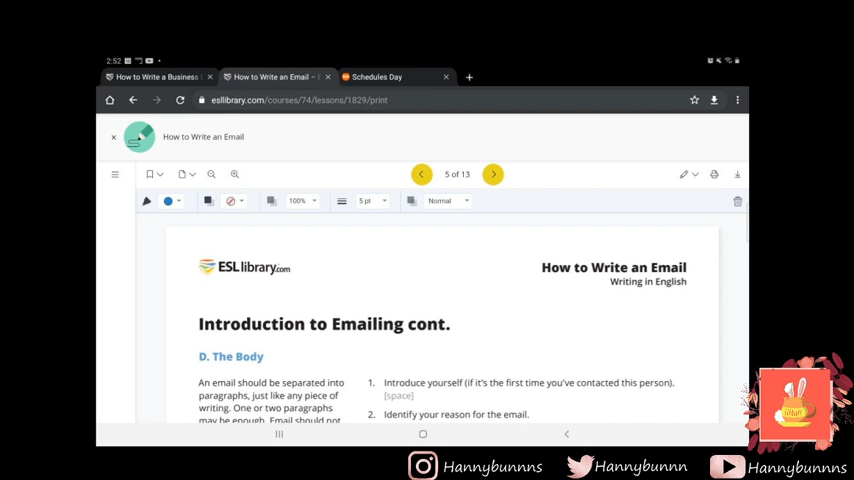 2:52
How to Write a Business
How to Write an Email –
Schedules Day
esllibrary.com/courses/74/lessons/1829/print
How to Write an Email
5 of 13
100%
5 pt
Normal
ESLlibrary.com
How to Write an Email
Writing in English
Introduction to Emailing cont.
D. The Body
An email should be separated into
paragraphs, just like any piece of
writing. One or two paragraphs
may be enough. Email should not
1. Introduce yourself (if it's the first time you've contacted this person).
[space]
2. Identify your reason for the email.
Hannybunnns
Hannybunnn
Hannybunnns